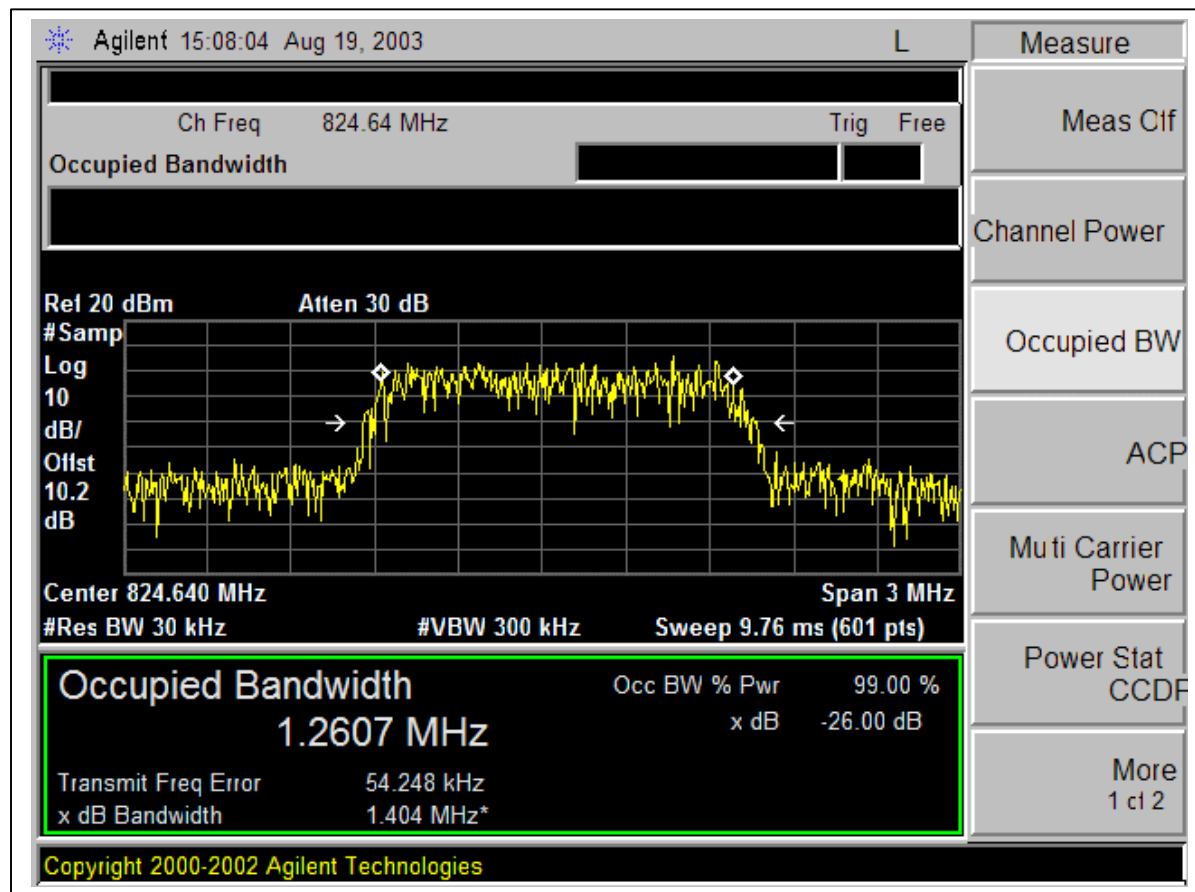 Agilent 15:08:04 Aug 19, 2003 L
Measure
Ch Freq 824.64 MHz Trig Free
Occupied Bandwidth
Ref 20 dBm Atten 30 dB
#Samp
Log
10
dB/
Offst
10.2
dB
Center 824.640 MHz Span 3 MHz
#Res BW 30 kHz #VBW 300 kHz Sweep 9.76 ms (601 pts)
Occupied Bandwidth
1.2607 MHz
Occ BW % Pwr 99.00 %
x dB -26.00 dB
Transmit Freq Error 54.248 kHz
x dB Bandwidth 1.404 MHz*
Copyright 2000-2002 Agilent Technologies
Meas Off
Channel Power
Occupied BW
ACP
Multi Carrier
Power
Power Stat
CCDF
More
1 of 2